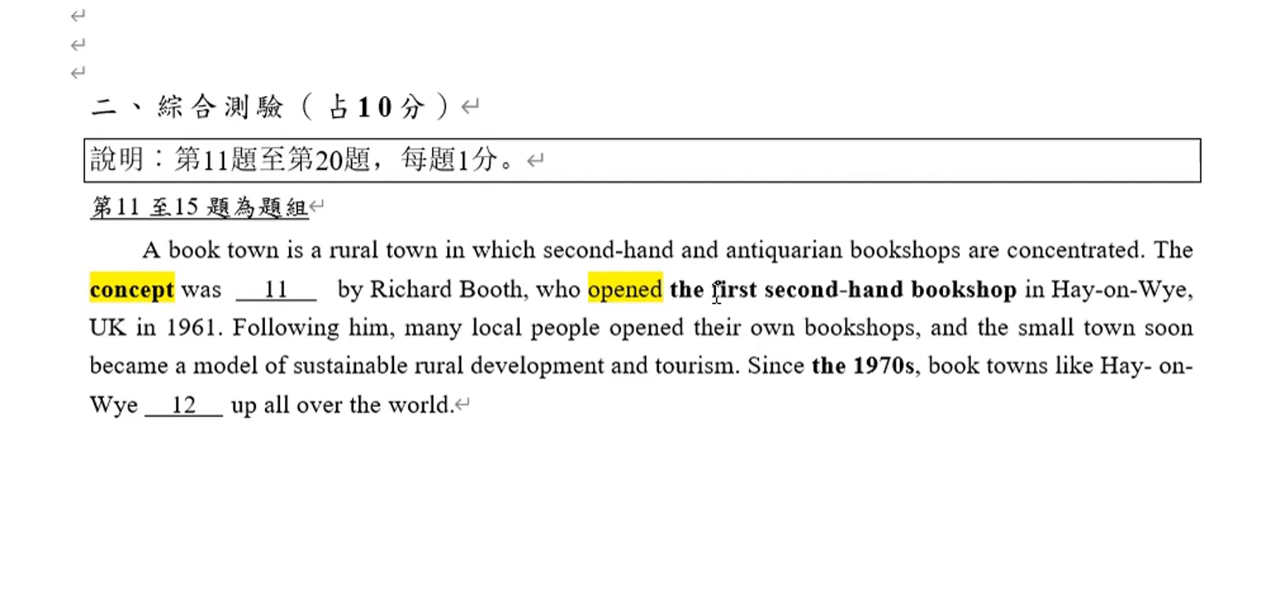 二、綜合測驗（占10分）
說明：第11題至第20題，每題1分。
第11 至15 題為題組
A book town is a rural town in which second-hand and antiquarian bookshops are concentrated. The
concept was 11 by Richard Booth, who opened the first second-hand bookshop in Hay-on-Wye,
UK in 1961. Following him, many local people opened their own bookshops, and the small town soon
became a model of sustainable rural development and tourism. Since the 1970s, book towns like Hay- on-
Wye 12 up all over the world.